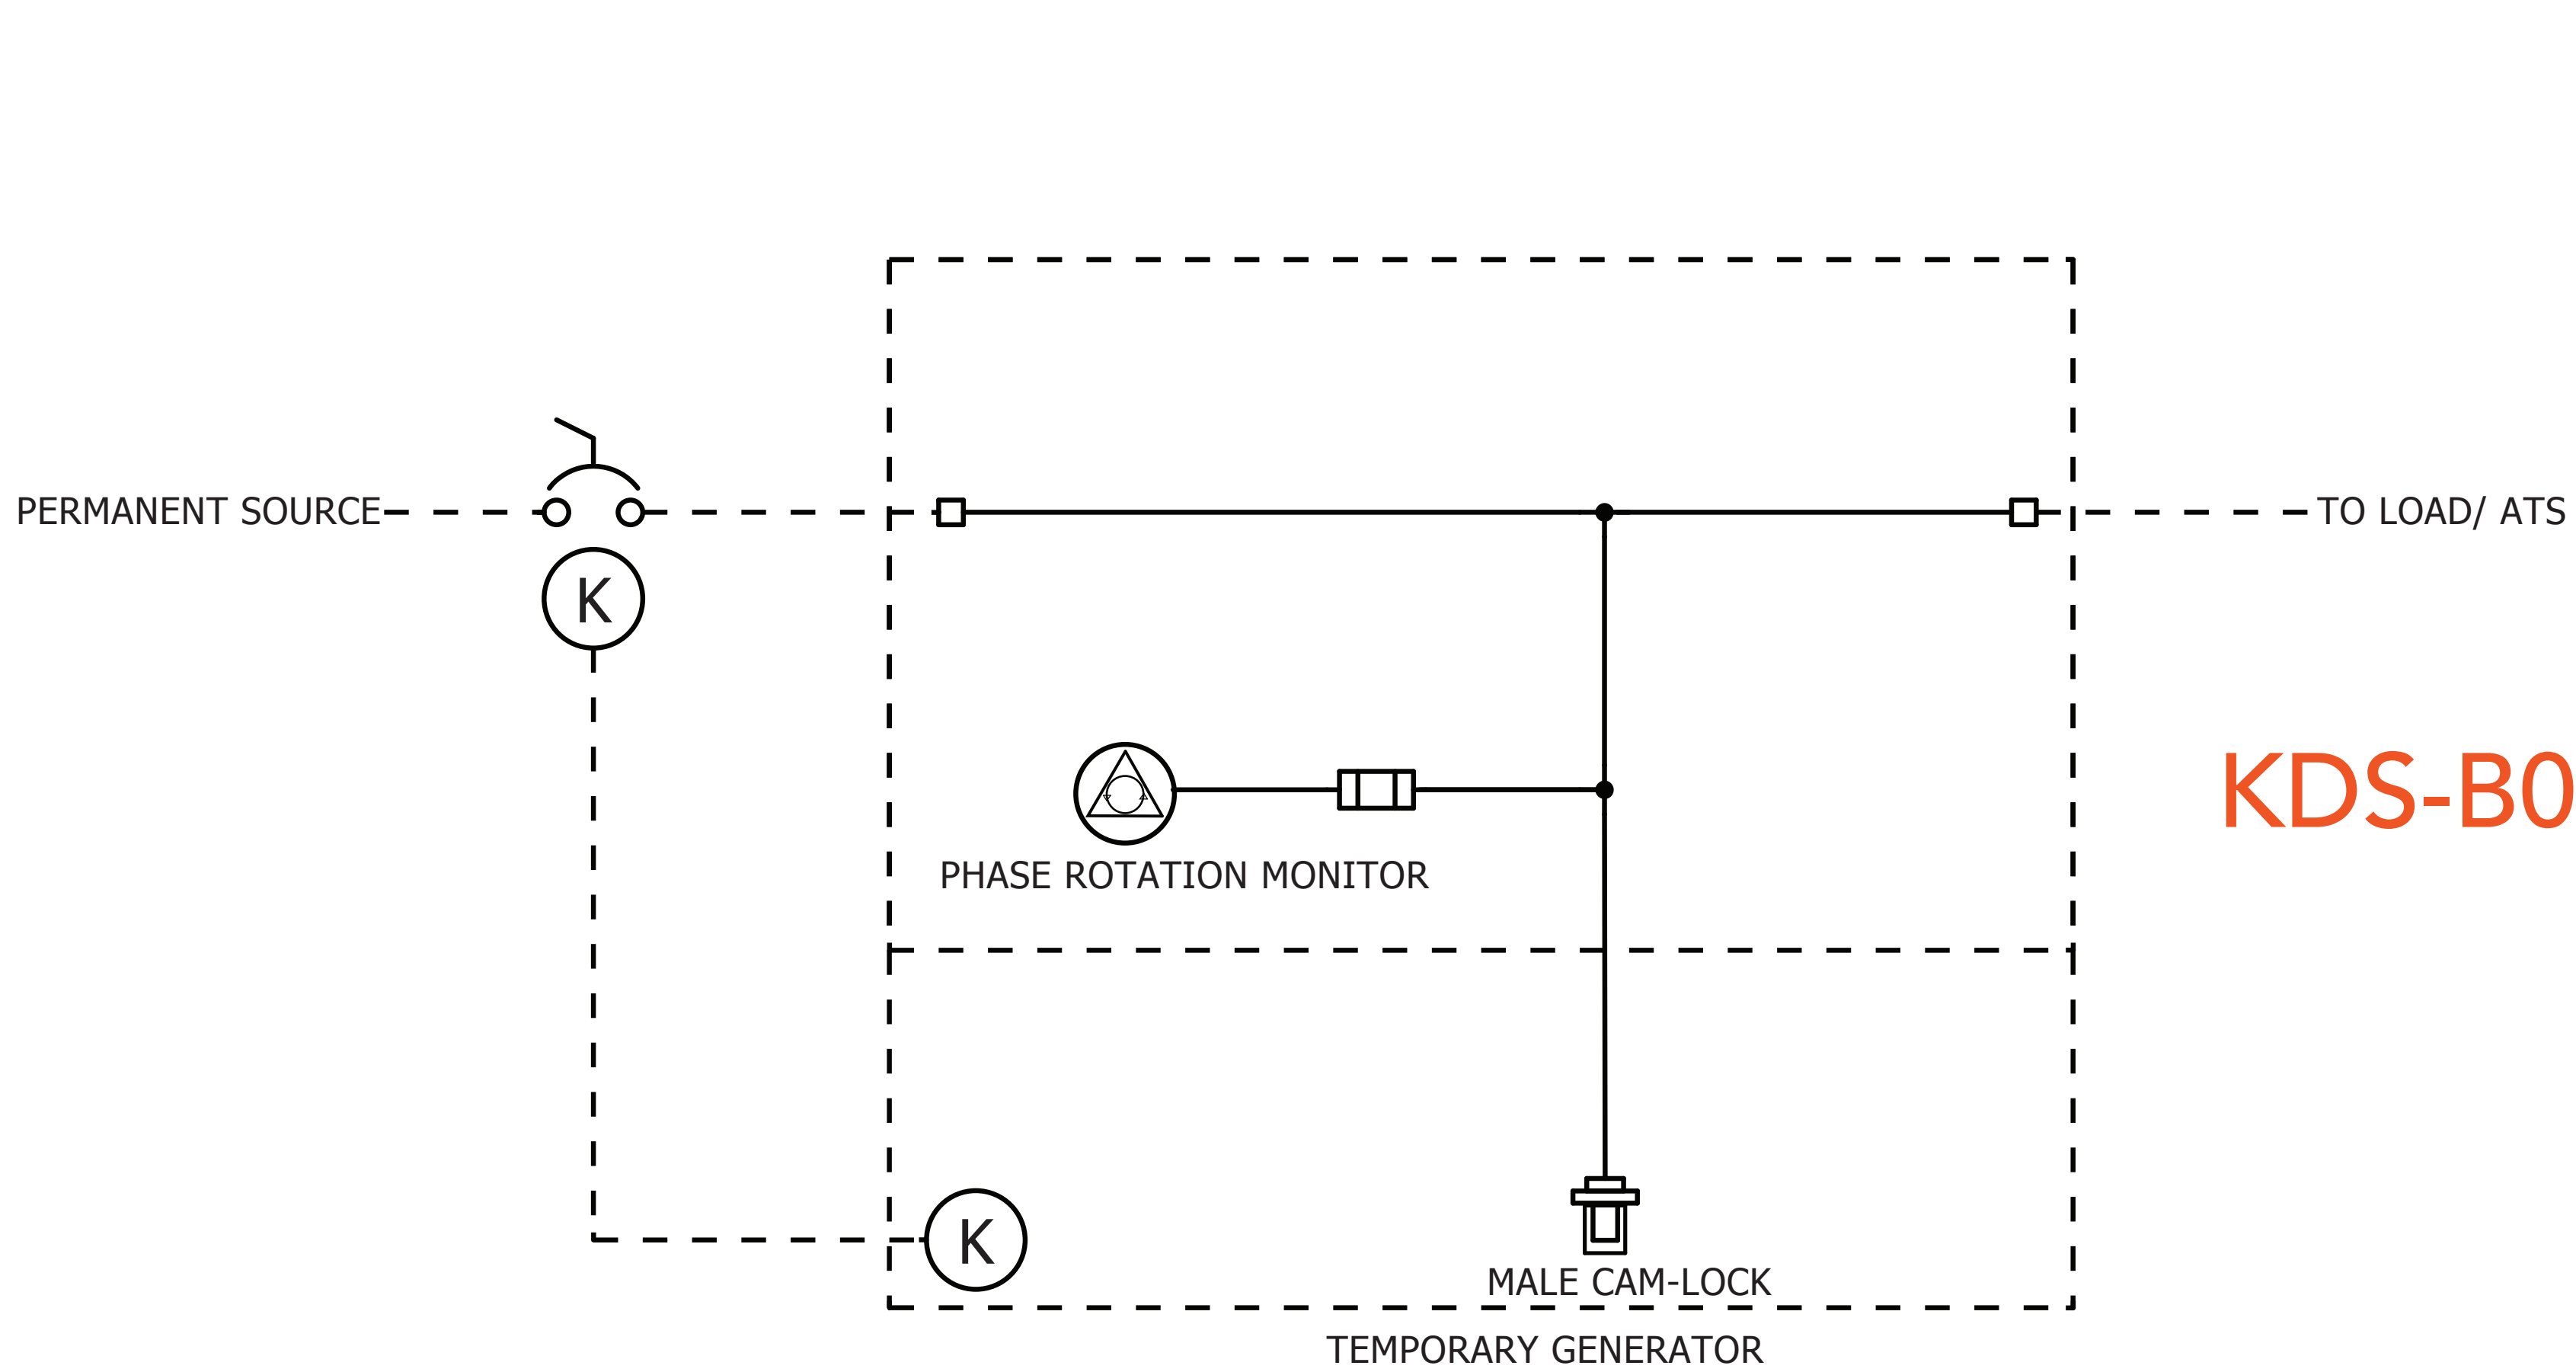 PERMANENT SOURCE
TO LOAD/ ATS
K
KDS-B0
PHASE ROTATION MONITOR
K
MALE CAM-LOCK
TEMPORARY GENERATOR